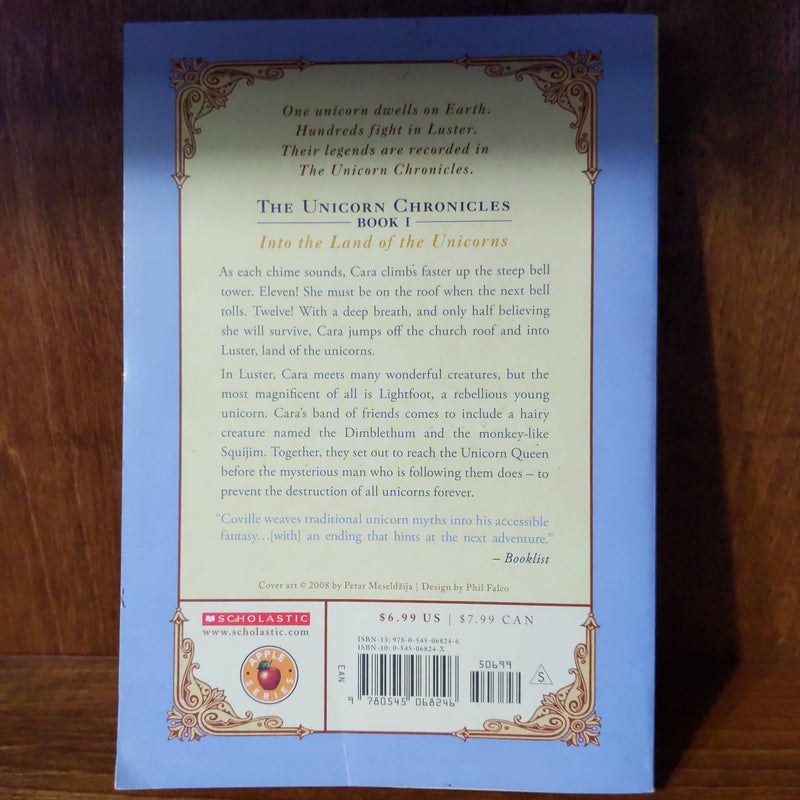 One unicorn dwells on Earth.
Hundreds fight in Luster.
Their legends are recorded in
The Unicorn Chronicles.
THE UNICORN CHRONICLES
BOOK I
Into the Land of the Unicorns
As each chime sounds, Cara climbs faster up the steep bell
tower. Eleven! She must be on the roof when the next bell
tolls. Twelve! With a deep breath, and only half believing
she will survive, Cara jumps off the church roof and into
Luster, land of the unicorns.
In Luster, Cara meets many wonderful creatures, but the
most magnificent of all is Lightfoot, a rebellious young
unicorn. Cara's band of friends comes to include a hairy
creature named the Dimblethum and the monkey-like
Squijim. Together, they set out to reach the Unicorn Queen
before the mysterious man who is following them does – to
prevent the destruction of all unicorns forever.
"Coville weaves traditional unicorn myths into his accessible
fantasy…[with] an ending that hints at the next adventure."
– Booklist
Cover art © 2008 by Petar Meseldžija | Design by Phil Falco
SCHOLASTIC
www.scholastic.com
APPLE
SERIES
$6.99 US | $7.99 CAN
ISBN-13: 978-0-545-06824-6
ISBN-10: 0-545-06824-X
EAN
50699
S
9 780545 068246